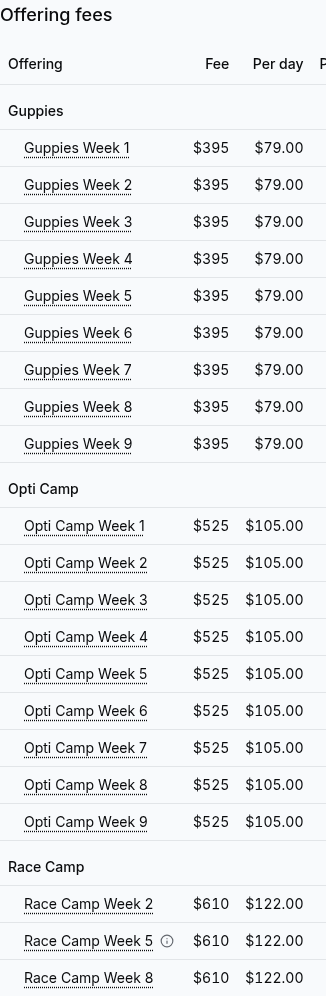 Offering fees
Offering Fee Per day P
Guppies
Guppies Week 1 $395 $79.00
Guppies Week 2 $395 $79.00
Guppies Week 3 $395 $79.00
Guppies Week 4 $395 $79.00
Guppies Week 5 $395 $79.00
Guppies Week 6 $395 $79.00
Guppies Week 7 $395 $79.00
Guppies Week 8 $395 $79.00
Guppies Week 9 $395 $79.00
Opti Camp
Opti Camp Week 1 $525 $105.00
Opti Camp Week 2 $525 $105.00
Opti Camp Week 3 $525 $105.00
Opti Camp Week 4 $525 $105.00
Opti Camp Week 5 $525 $105.00
Opti Camp Week 6 $525 $105.00
Opti Camp Week 7 $525 $105.00
Opti Camp Week 8 $525 $105.00
Opti Camp Week 9 $525 $105.00
Race Camp
Race Camp Week 2 $610 $122.00
Race Camp Week 5 $610 $122.00
Race Camp Week 8 $610 $122.00